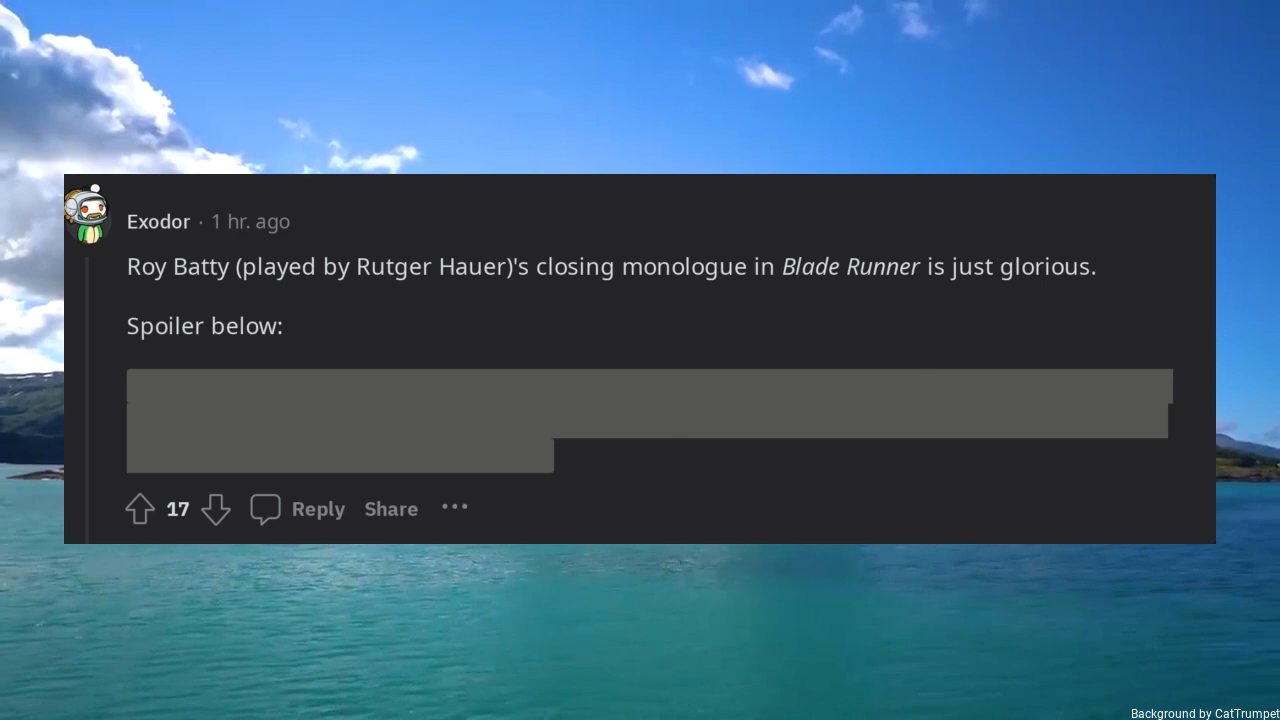 Exodor · 1 hr. ago
Roy Batty (played by Rutger Hauer)'s closing monologue in Blade Runner is just glorious.
Spoiler below:
17 Reply Share
Background by CatTrumpet